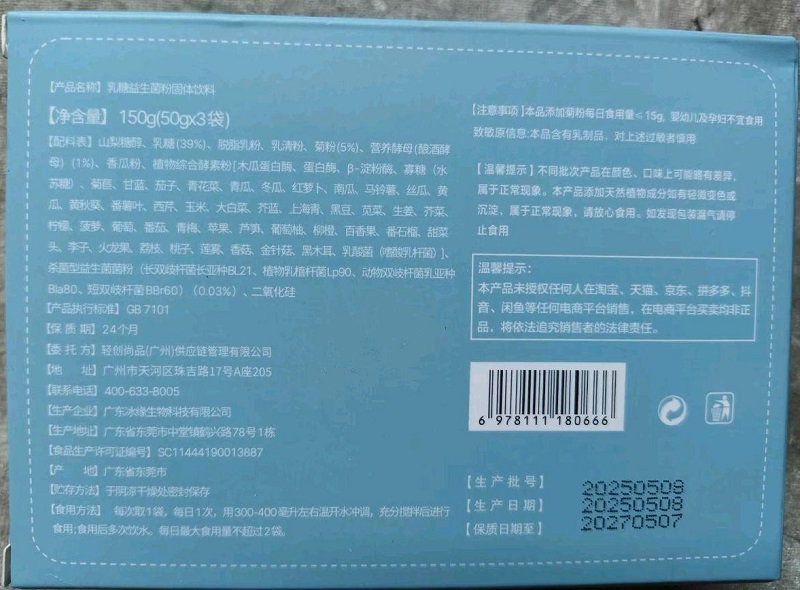 【产品名称】乳糖益生菌粉固体饮料
【净含量】150g(50gx3袋)
【配料表】山梨糖醇、乳糖(39%)、脱脂乳粉、乳清粉、菊粉(5%)、营养酵母(酿酒酵
母)(1%)、香瓜粉、植物综合酵素粉[木瓜蛋白酶、蛋白酶、β-淀粉酶、寡糖(水
苏糖)、菊苣、甘蓝、茄子、青花菜、青瓜、冬瓜、红萝卜、南瓜、马铃薯、丝瓜、黄
瓜、黄秋葵、番薯叶、西芹、玉米、大白菜、芥蓝、上海青、黑豆、苋菜、生姜、芥菜、
柠檬、菠萝、葡萄、番茄、青梅、苹果、芦笋、葡萄柚、柳橙、百香果、番石榴、甜菜
头、李子、火龙果、荔枝、桃子、莲雾、香菇、金针菇、黑木耳、乳酸菌(嗜酸乳杆菌)]、
杀菌型益生菌菌粉(长双歧杆菌长亚种BL21、植物乳植杆菌Lp90、动物双歧杆菌乳亚种
Bla80、短双歧杆菌BBr60)(0.03%)、二氧化硅
【产品执行标准】GB 7101
【保 质 期】24个月
【委 托 方】轻创尚品(广州)供应链管理有限公司
【地 址】广州市天河区珠吉路17号A座205
【联系电话】400-633-8005
【生产企业】广东冰缘生物科技有限公司
【生产地址】广东省东莞市中堂镇鹤兴路78号1栋
【食品生产许可证编号】SC11444190013887
【产 地】广东省东莞市
【贮存方法】于阴凉干燥处密封保存
【食用方法】每次取1袋，每日1次，用300-400毫升左右温开水冲调。充分搅拌后进行
食用;食用后多次饮水。每日最大食用量不超过2袋。
【注意事项】本品添加菊粉每日食用量≤15g，婴幼儿及孕妇不宜食用
致敏原信息:本品含有乳制品，对上述过敏者慎用
【温馨提示】不同批次产品在颜色、口味上可能略有差异，
属于正常现象。本产品添加天然植物成分如有轻微变色或
沉淀，属于正常现象，请放心食用。如发现包装漏气请停
止食用
温馨提示：
本产品未授权任何人在淘宝、天猫、京东、拼多多、抖
音、闲鱼等任何电商平台销售，在电商平台买卖均非正
品，将依法追究销售者的法律责任。
6 978111 180666
【生产批号】 20250509
【生产日期】 20250508
【保质日期至】 20270507